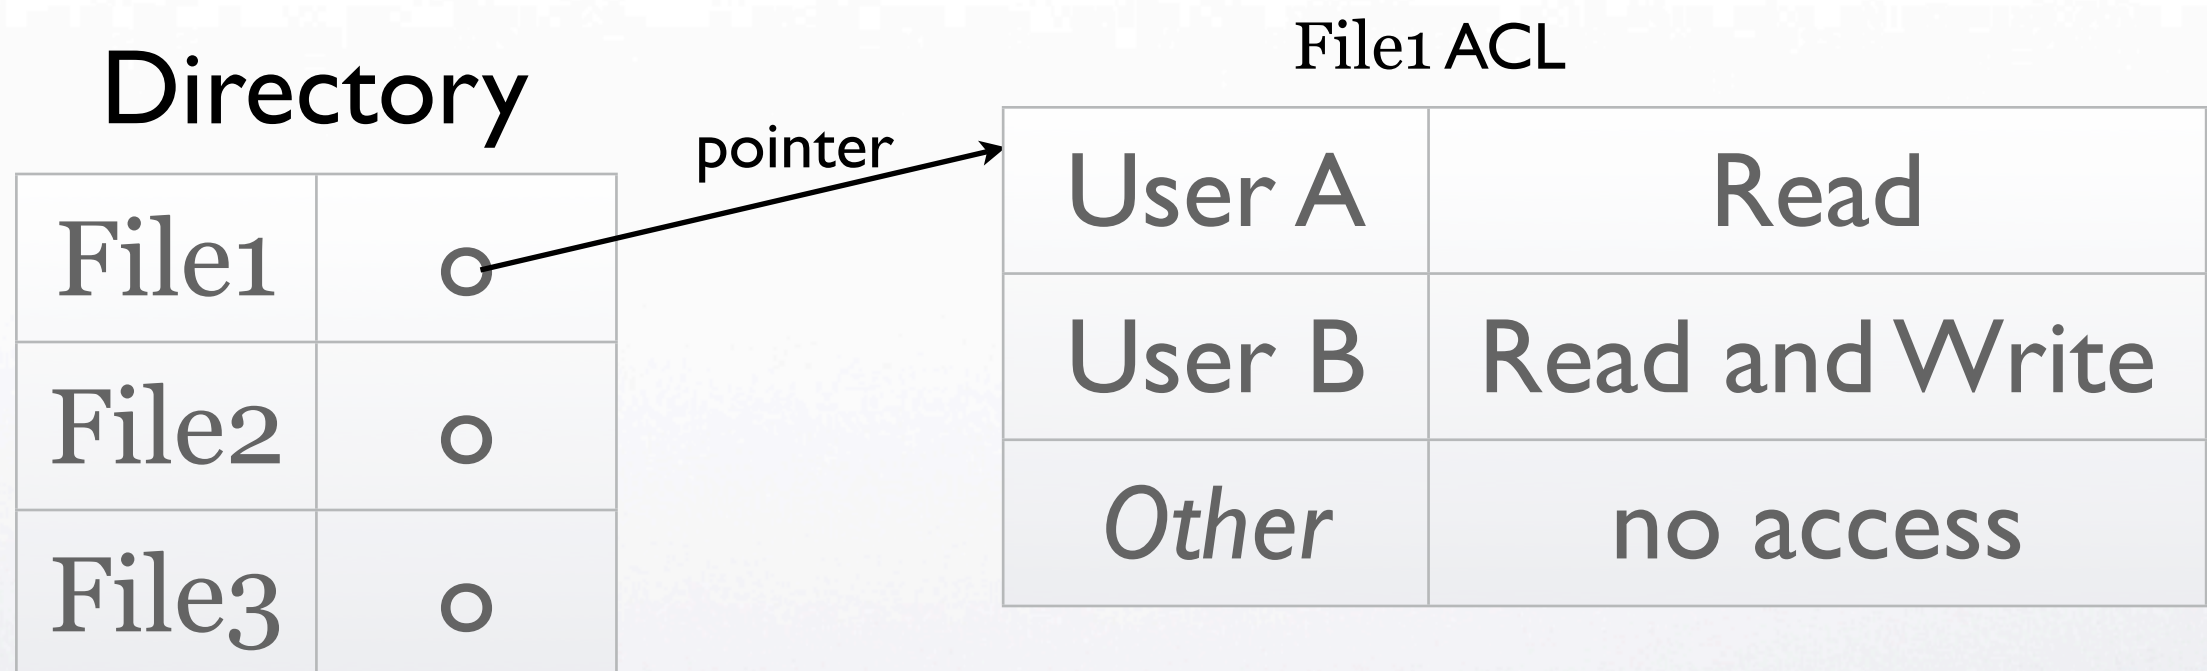 Directory
File1 o
File2 o
File3 o
pointer
File1 ACL
User A Read
User B Read and Write
Other no access